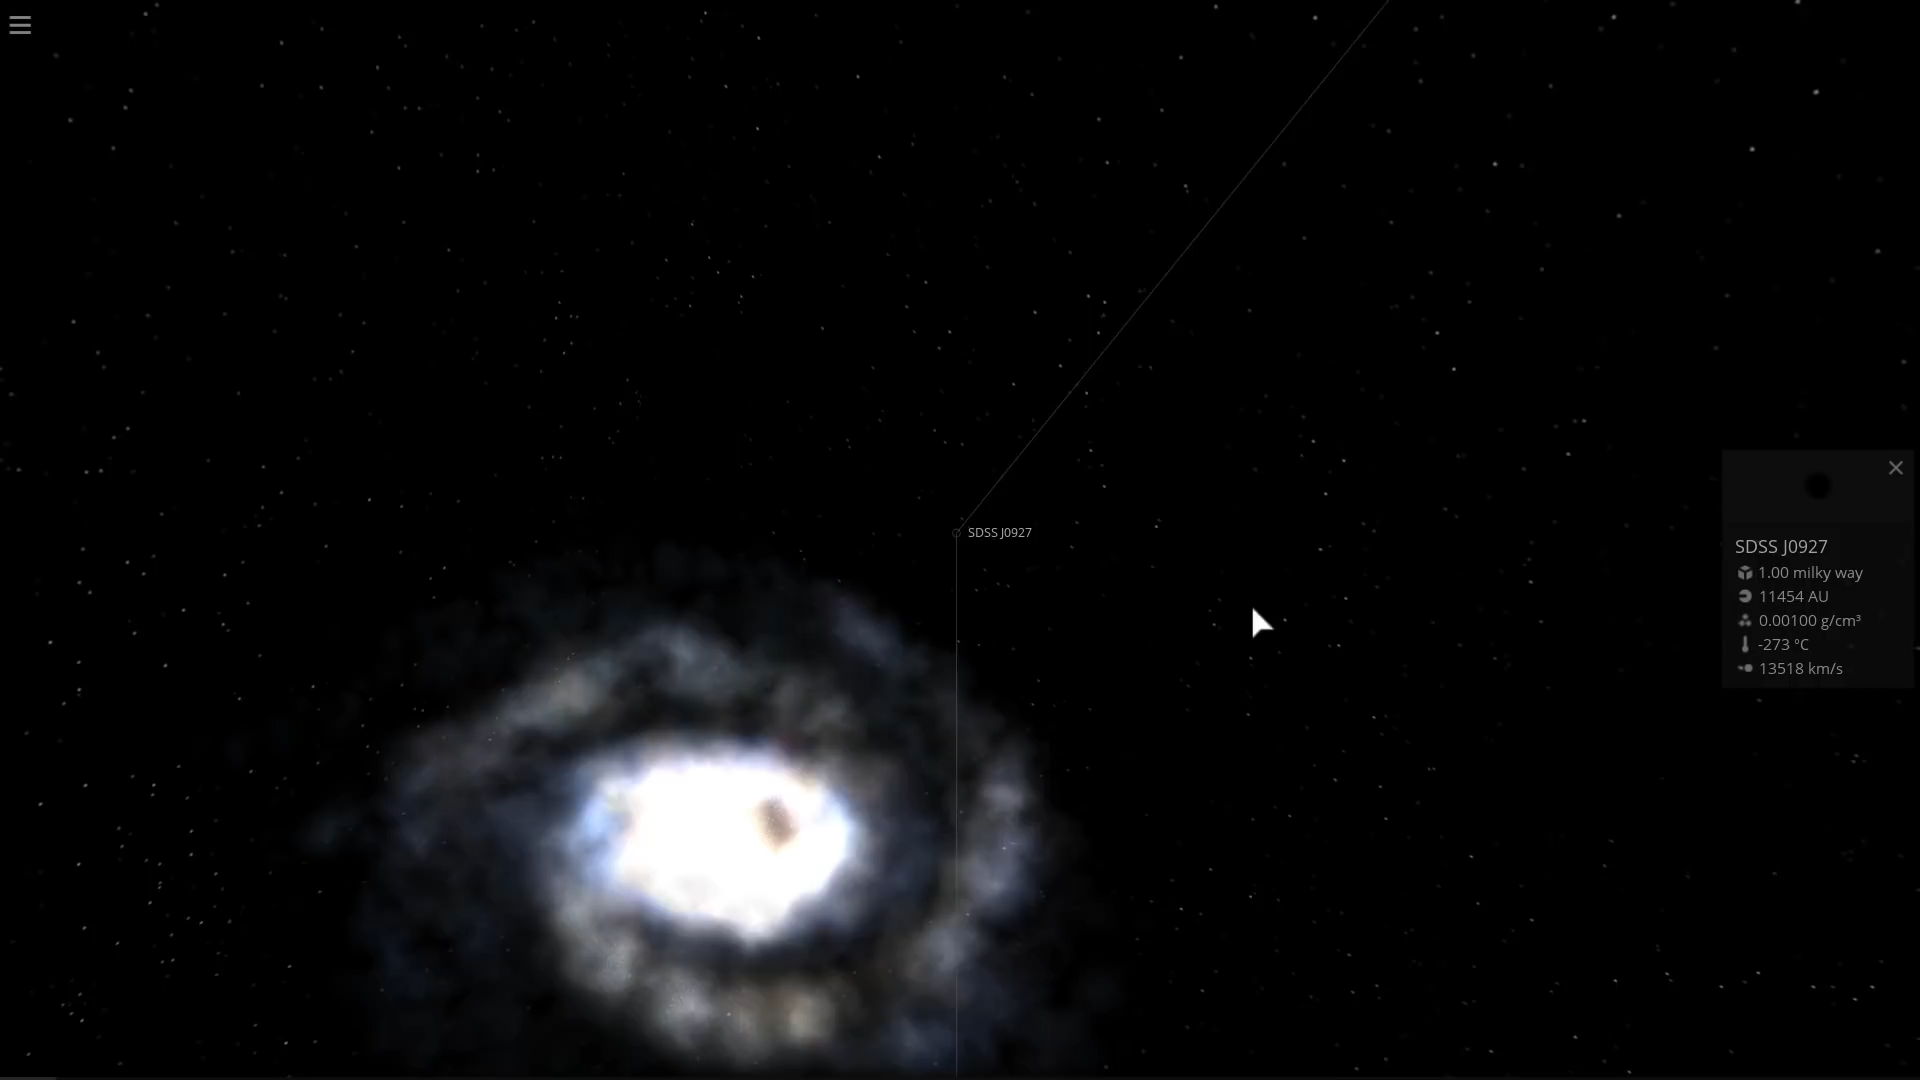 SDSS J0927
SDSS J0927
1.00 milky way
11454 AU
0.00100 g/cm³
-273 °C
13518 km/s